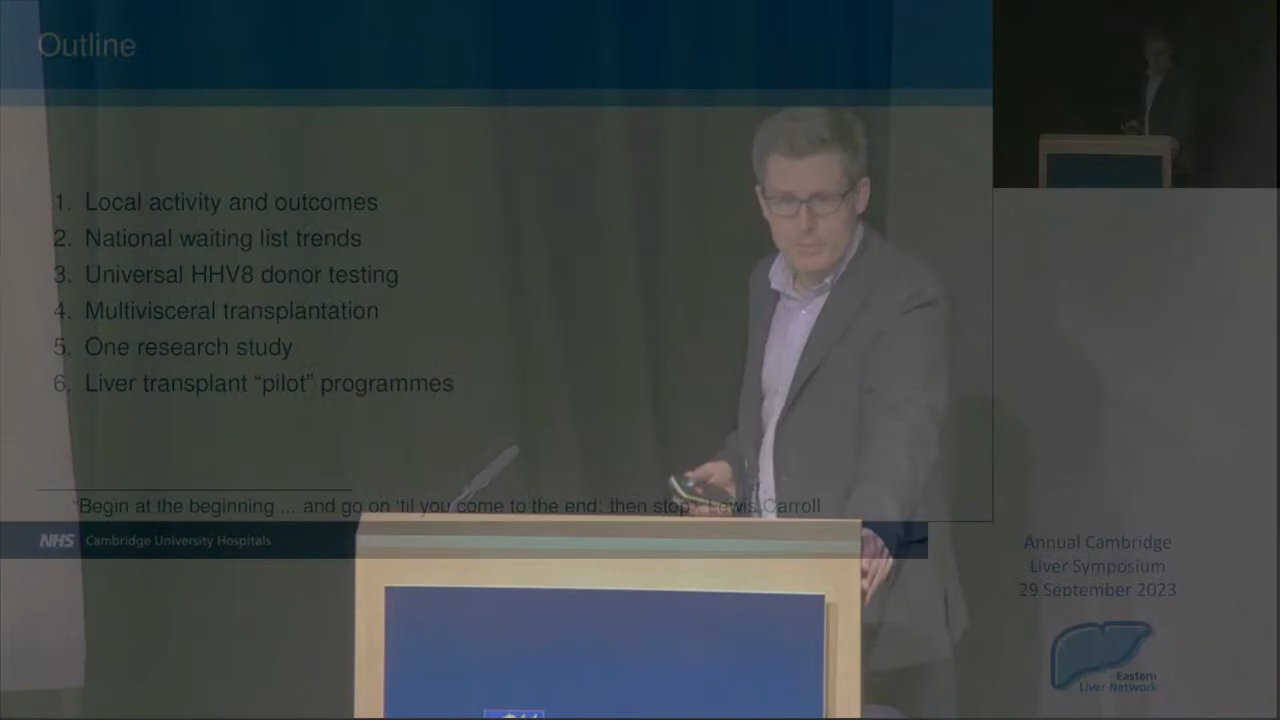 Outline
1. Local activity and outcomes
2. National waiting list trends
3. Universal HHV8 donor testing
4. Multivisceral transplantation
5. One research study
6. Liver transplant “pilot” programmes
“Begin at the beginning.... and go on ’til you come to the end: then stop”, Lewis Carroll
NHS Cambridge University Hospitals
Annual Cambridge
Liver Symposium
29 September 2023
Eastern
Liver Network